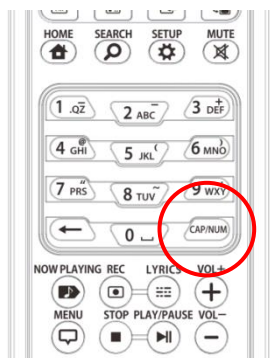 HOME SEARCH SETUP MUTE
1 .QZ 2 ABC 3 DEF
4 GHI 5 JKL 6 MNO
7 PRS 8 TUV 9 WXY
0 CAP/NUM
NOW PLAYING REC LYRICS VOL+
MENU STOP PLAY/PAUSE VOL-